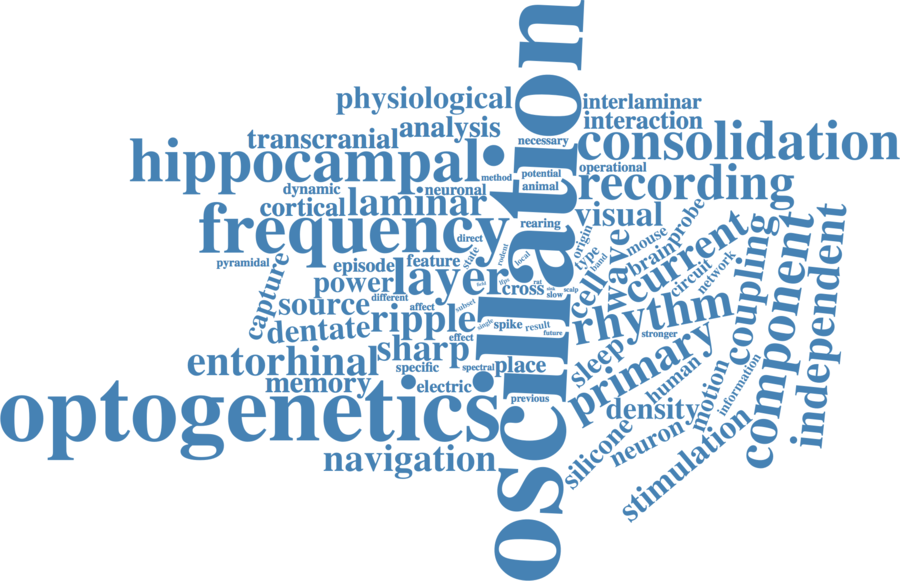 oscillation
physiological
interlaminar
interaction
analysis
transcranial
necessary
consolidation
hippocampal
operational
method
potential
recording
dynamic
neuronal
animal
cortical
laminar
visual
frequency
rearing
direct
origin
mouse
brain
probe
pyramidal
episode
feature
state
rodent
local
type
band
wave
current
coupling
component
independent
capture
power
layer
cross
rat
slow
scalp
cell
circuit
network
source
different
affect
subset
rhythm
dentate
ripple
single
spike
result
future
stronger
effect
entorhinal
sharp
sleep
primary
specific
spectral
place
memory
electric
human
motion
information
optogenetics
previous
density
neuron
silicone
navigation
stimulation